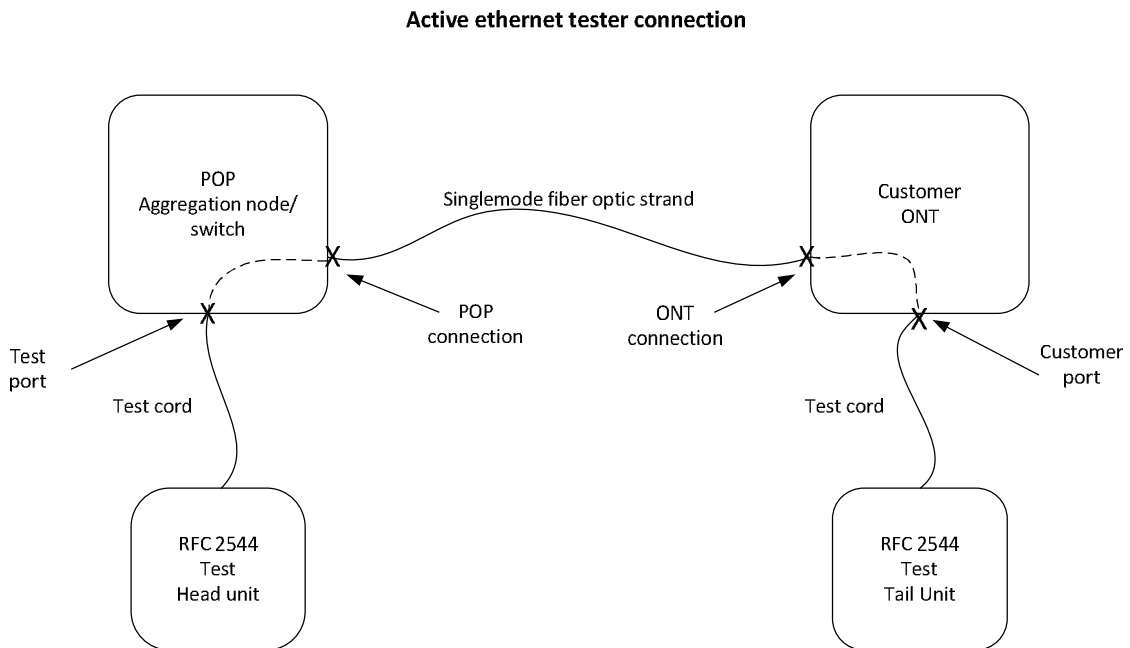 Active ethernet tester connection
POP
Aggregation node/
switch
Singlemode fiber optic strand
Customer
ONT
POP
connection
ONT
connection
Test
port
Customer
port
Test cord
Test cord
RFC 2544
Test
Head unit
RFC 2544
Test
Tail Unit